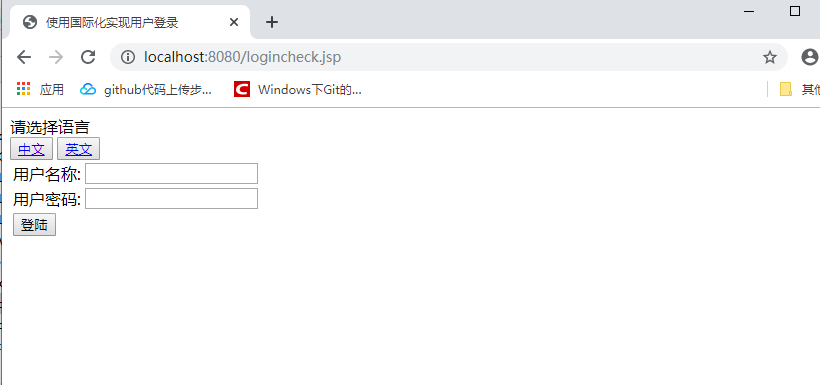 使用国际化实现用户登录
localhost:8080/logincheck.jsp
应用 github代码上传步... Windows下Git的...
请选择语言
中文 英文
用户名称:
用户密码:
登陆